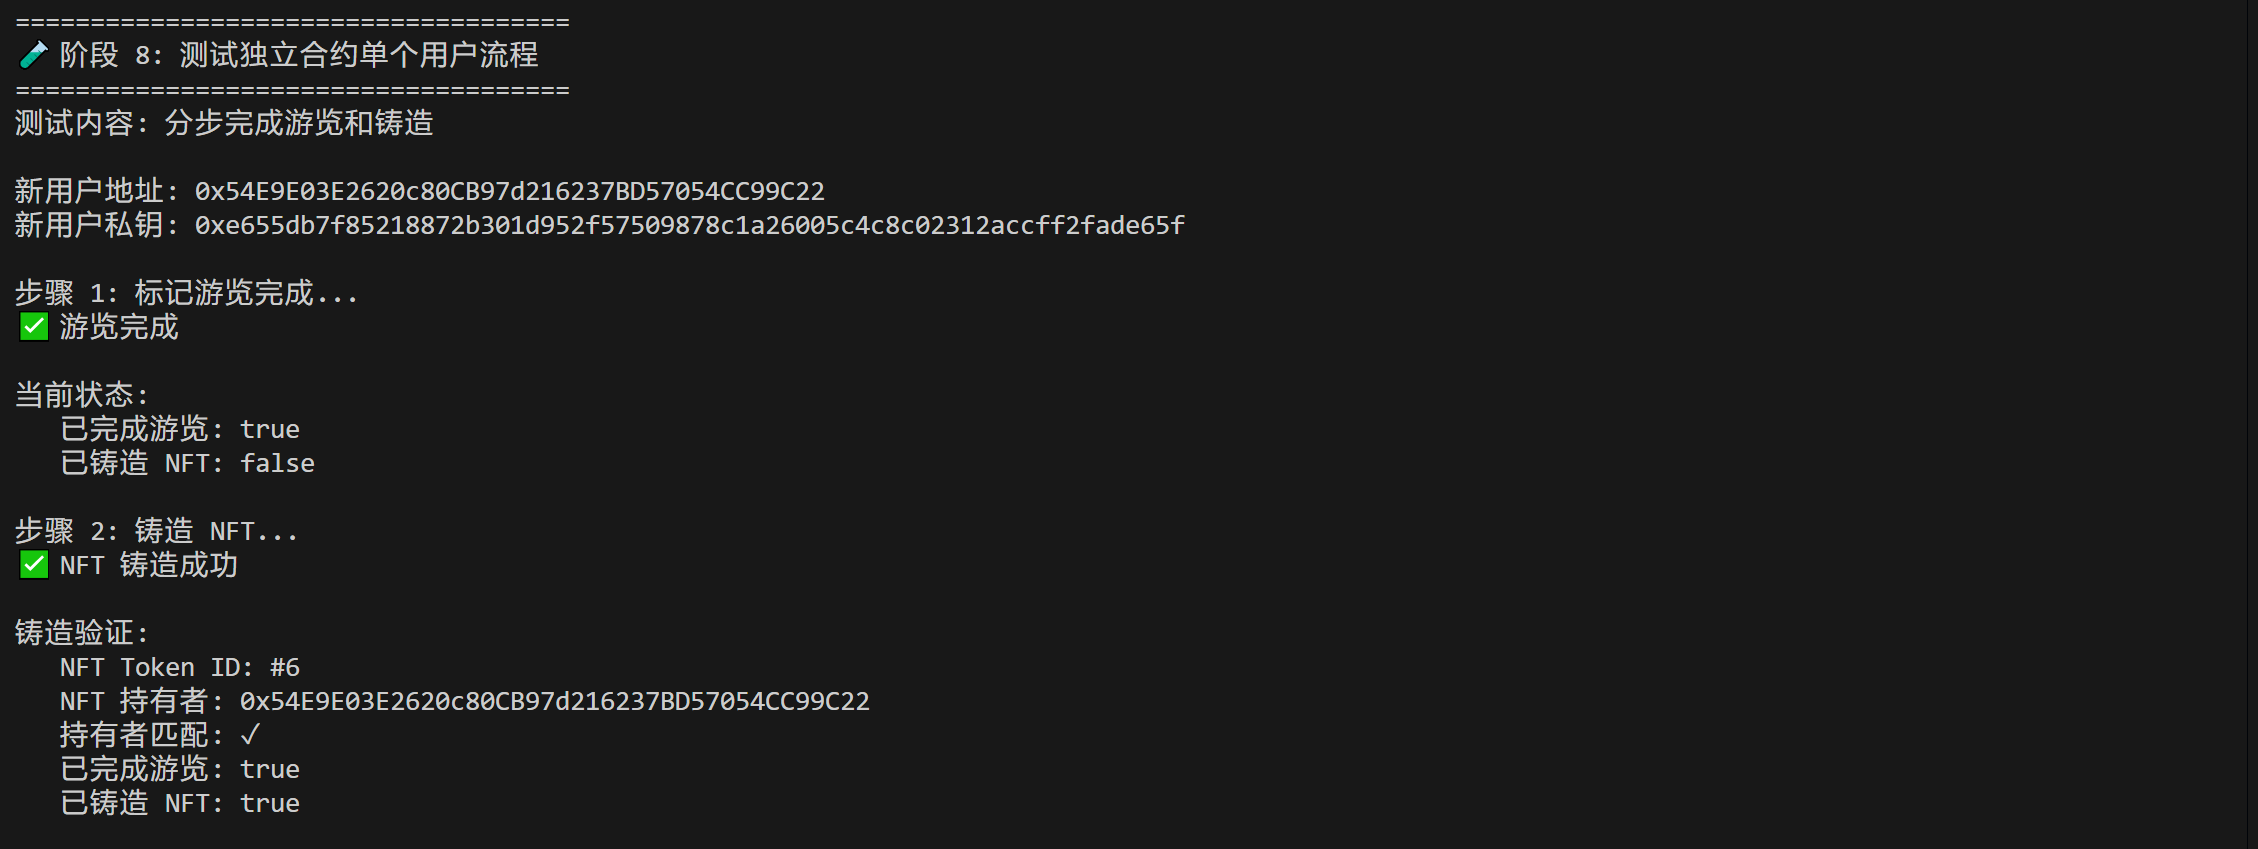 =====================================
🧪 阶段 8: 测试独立合约单个用户流程
=====================================
测试内容: 分步完成游览和铸造
新用户地址: 0x54E9E03E2620c80CB97d216237BD57054CC99C22
新用户私钥: 0xe655db7f85218872b301d952f57509878c1a26005c4c8c02312accff2fade65f
步骤 1: 标记游览完成...
✅ 游览完成
当前状态:
已完成游览: true
已铸造 NFT: false
步骤 2: 铸造 NFT...
✅ NFT 铸造成功
铸造验证:
NFT Token ID: #6
NFT 持有者: 0x54E9E03E2620c80CB97d216237BD57054CC99C22
持有者匹配: ✓
已完成游览: true
已铸造 NFT: true